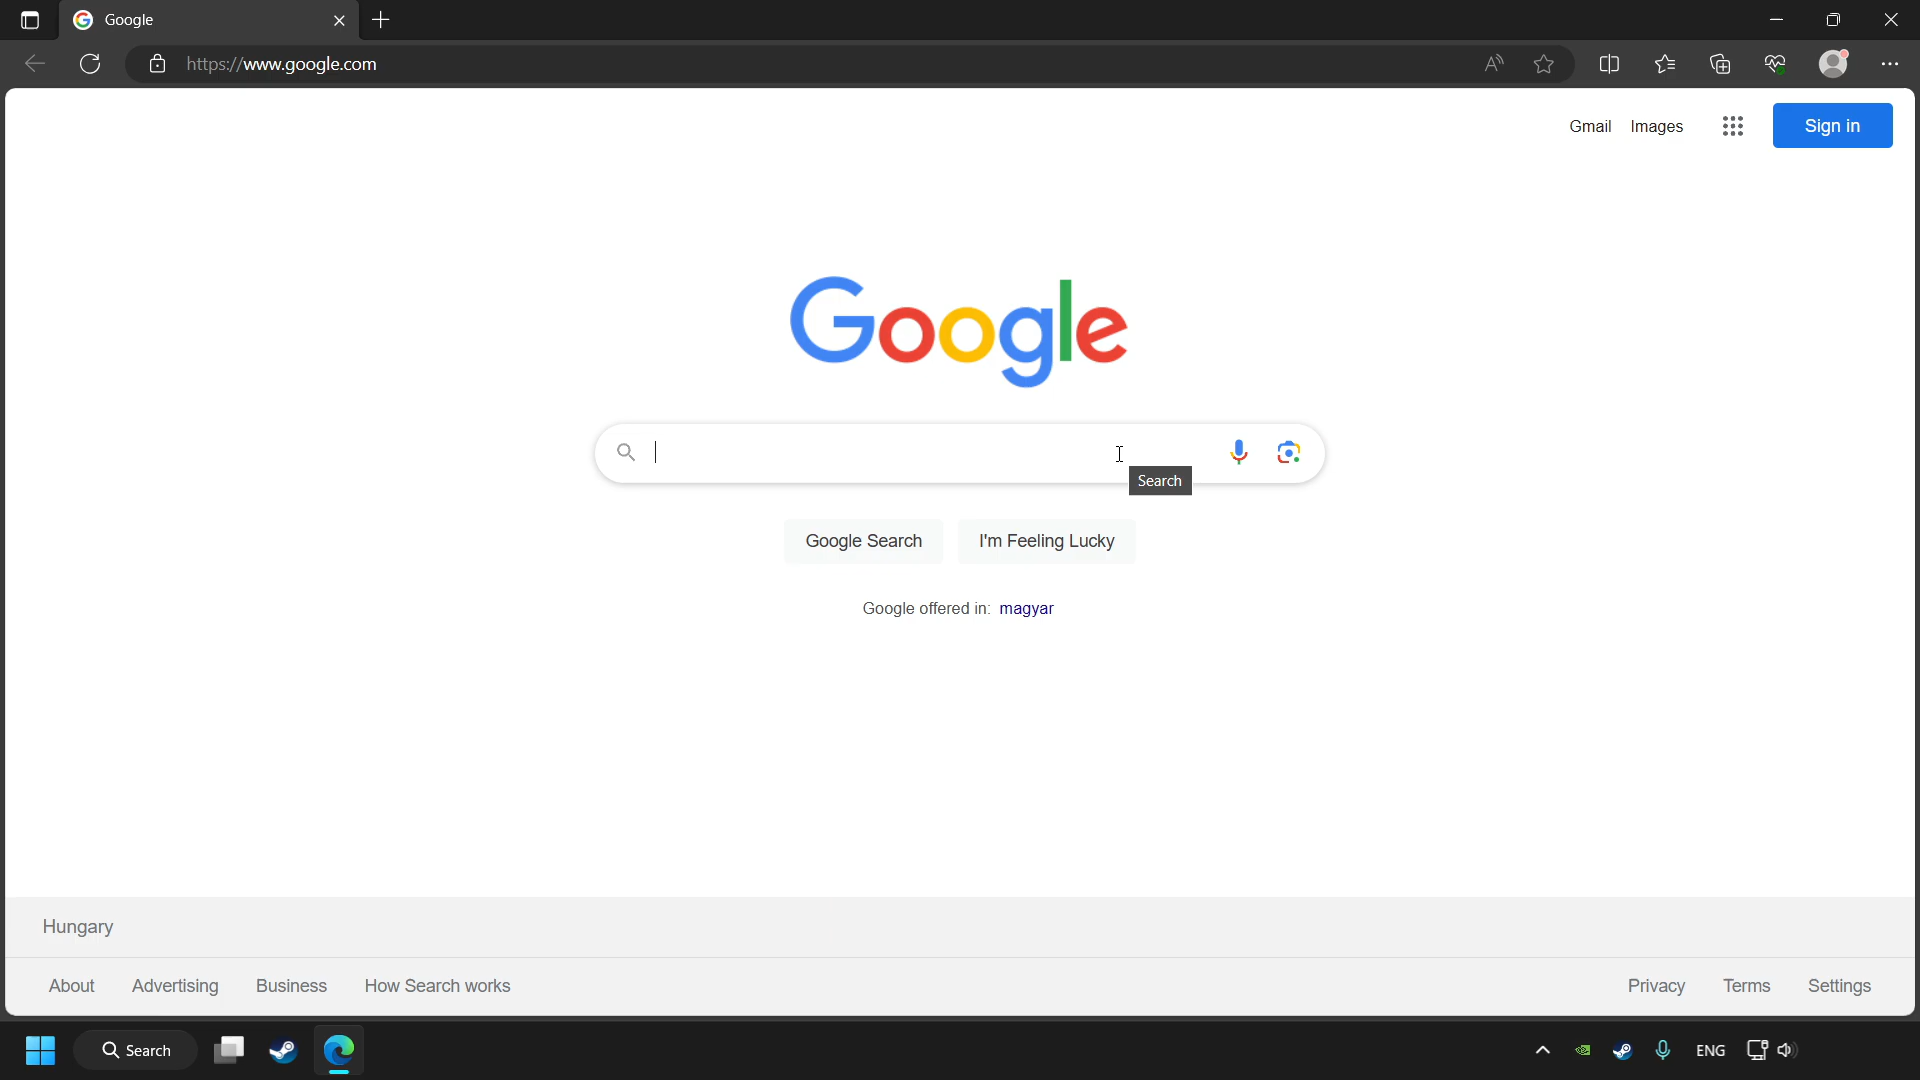 Google
https://www.google.com
Gmail Images Sign in
Google
Search
Google Search I'm Feeling Lucky
Google offered in: magyar
Hungary
About Advertising Business How Search works Privacy Terms Settings
Search ENG